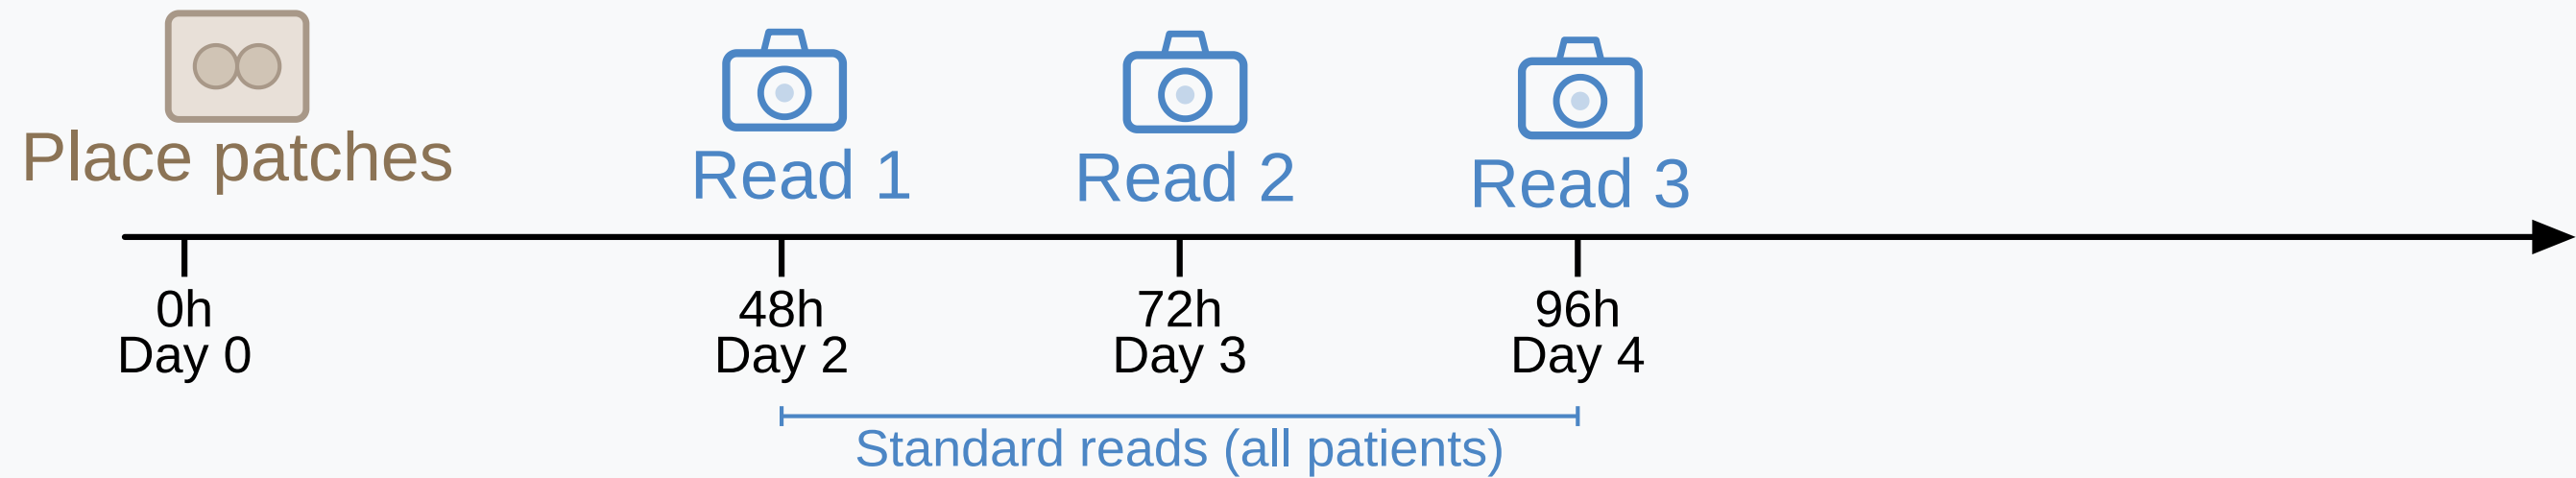 Place patches
Read 1
Read 2
Read 3
0h
Day 0
48h
Day 2
72h
Day 3
96h
Day 4
Standard reads (all patients)